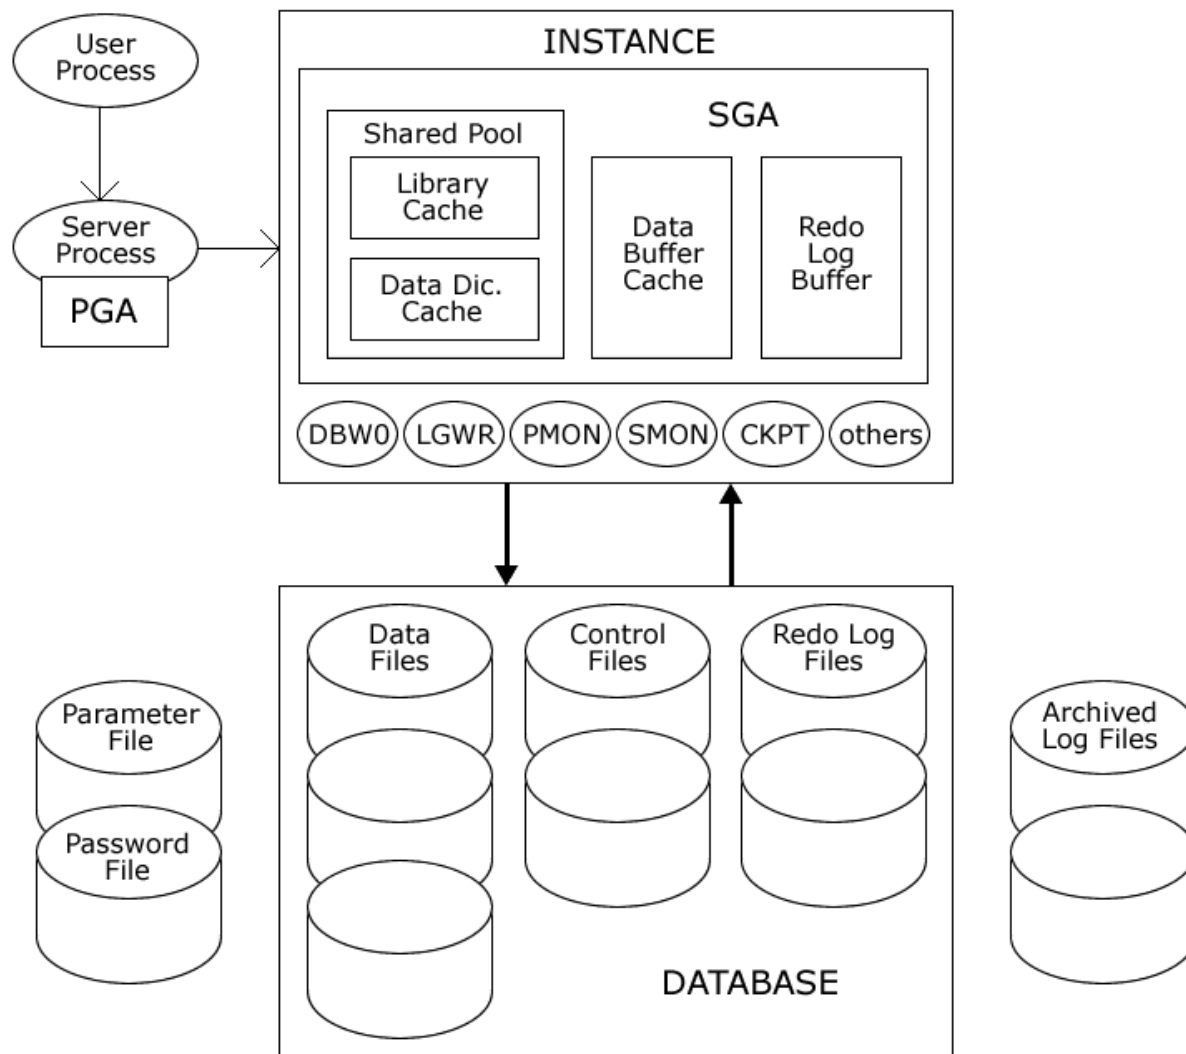 User
Process
Server
Process
PGA
INSTANCE
SGA
Shared Pool
Library
Cache
Data Dic.
Cache
Data
Buffer
Cache
Redo
Log
Buffer
DBW0
LGWR
PMON
SMON
CKPT
others
Data
Files
Control
Files
Redo Log
Files
Parameter
File
Password
File
Archived
Log Files
DATABASE